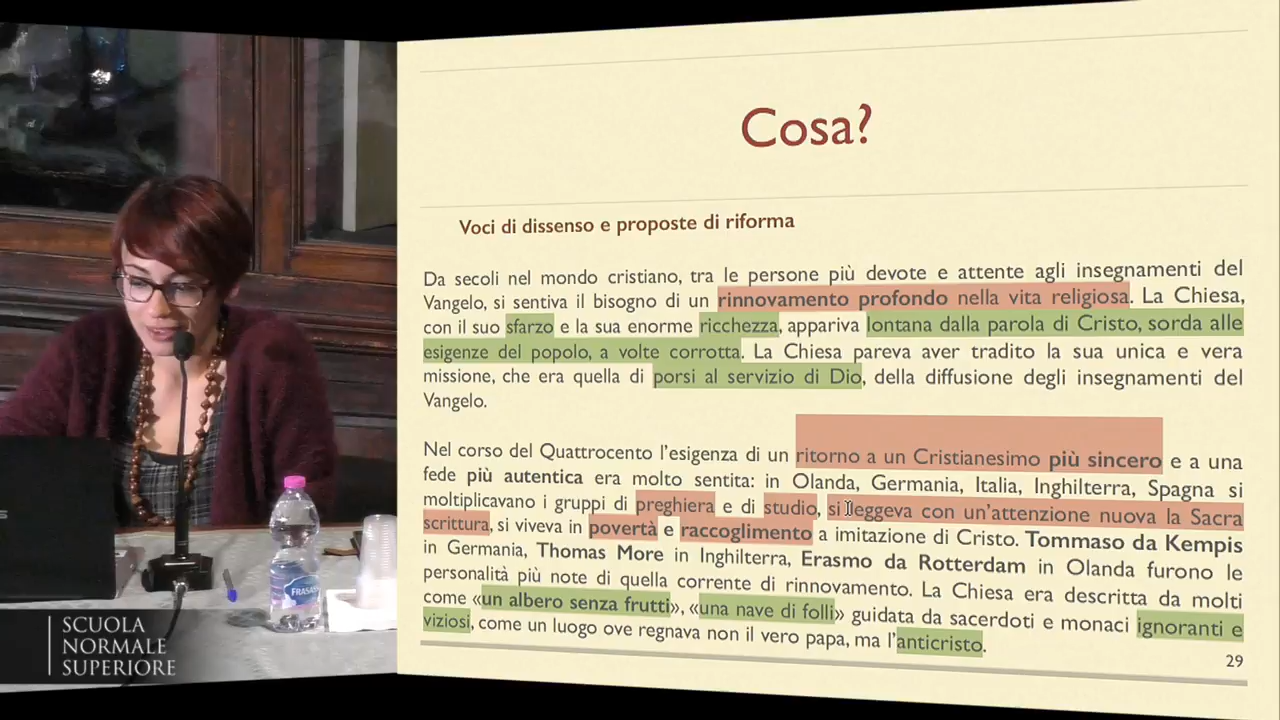 Cosa?
Voci di dissenso e proposte di riforma
Da secoli nel mondo cristiano, tra le persone più devote e attente agli insegnamenti del
Vangelo, si sentiva il bisogno di un rinnovamento profondo nella vita religiosa. La Chiesa,
con il suo sfarzo e la sua enorme ricchezza, appariva lontana dalla parola di Cristo, sorda alle
esigenze del popolo, a volte corrotta. La Chiesa pareva aver tradito la sua unica e vera
missione, che era quella di porsi al servizio di Dio, della diffusione degli insegnamenti del
Vangelo.
Nel corso del Quattrocento l'esigenza di un ritorno a un Cristianesimo più sincero e a una
fede più autentica era molto sentita: in Olanda, Germania, Italia, Inghilterra, Spagna si
moltiplicavano i gruppi di preghiera e di studio, si leggeva con un'attenzione nuova la Sacra
scrittura, si viveva in povertà e raccoglimento a imitazione di Cristo. Tommaso da Kempis
in Germania, Thomas More in Inghilterra, Erasmo da Rotterdam in Olanda furono le
personalità più note di quella corrente di rinnovamento. La Chiesa era descritta da molti
come «un albero senza frutti», «una nave di folli» guidata da sacerdoti e monaci ignoranti e
viziosi, come un luogo ove regnava non il vero papa, ma l'anticristo.
29
SCUOLA
NORMALE
SUPERIORE